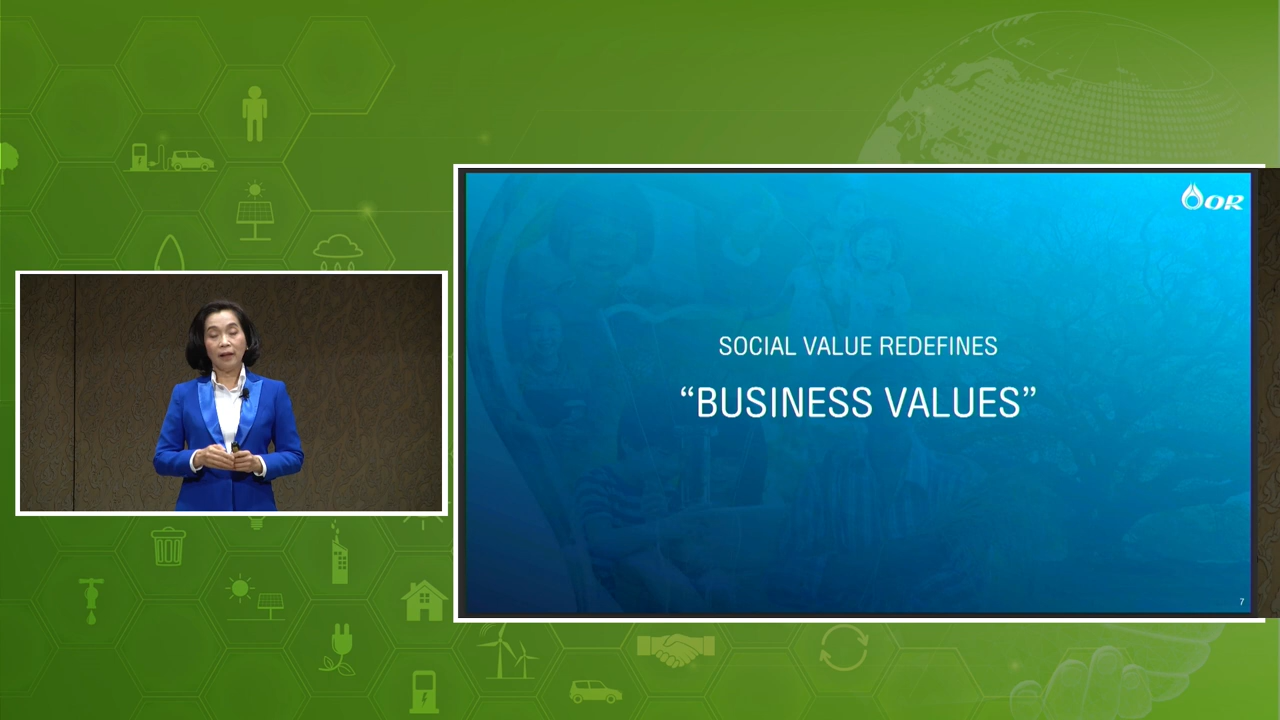 OR
SOCIAL VALUE REDEFINES
“BUSINESS VALUES”
7